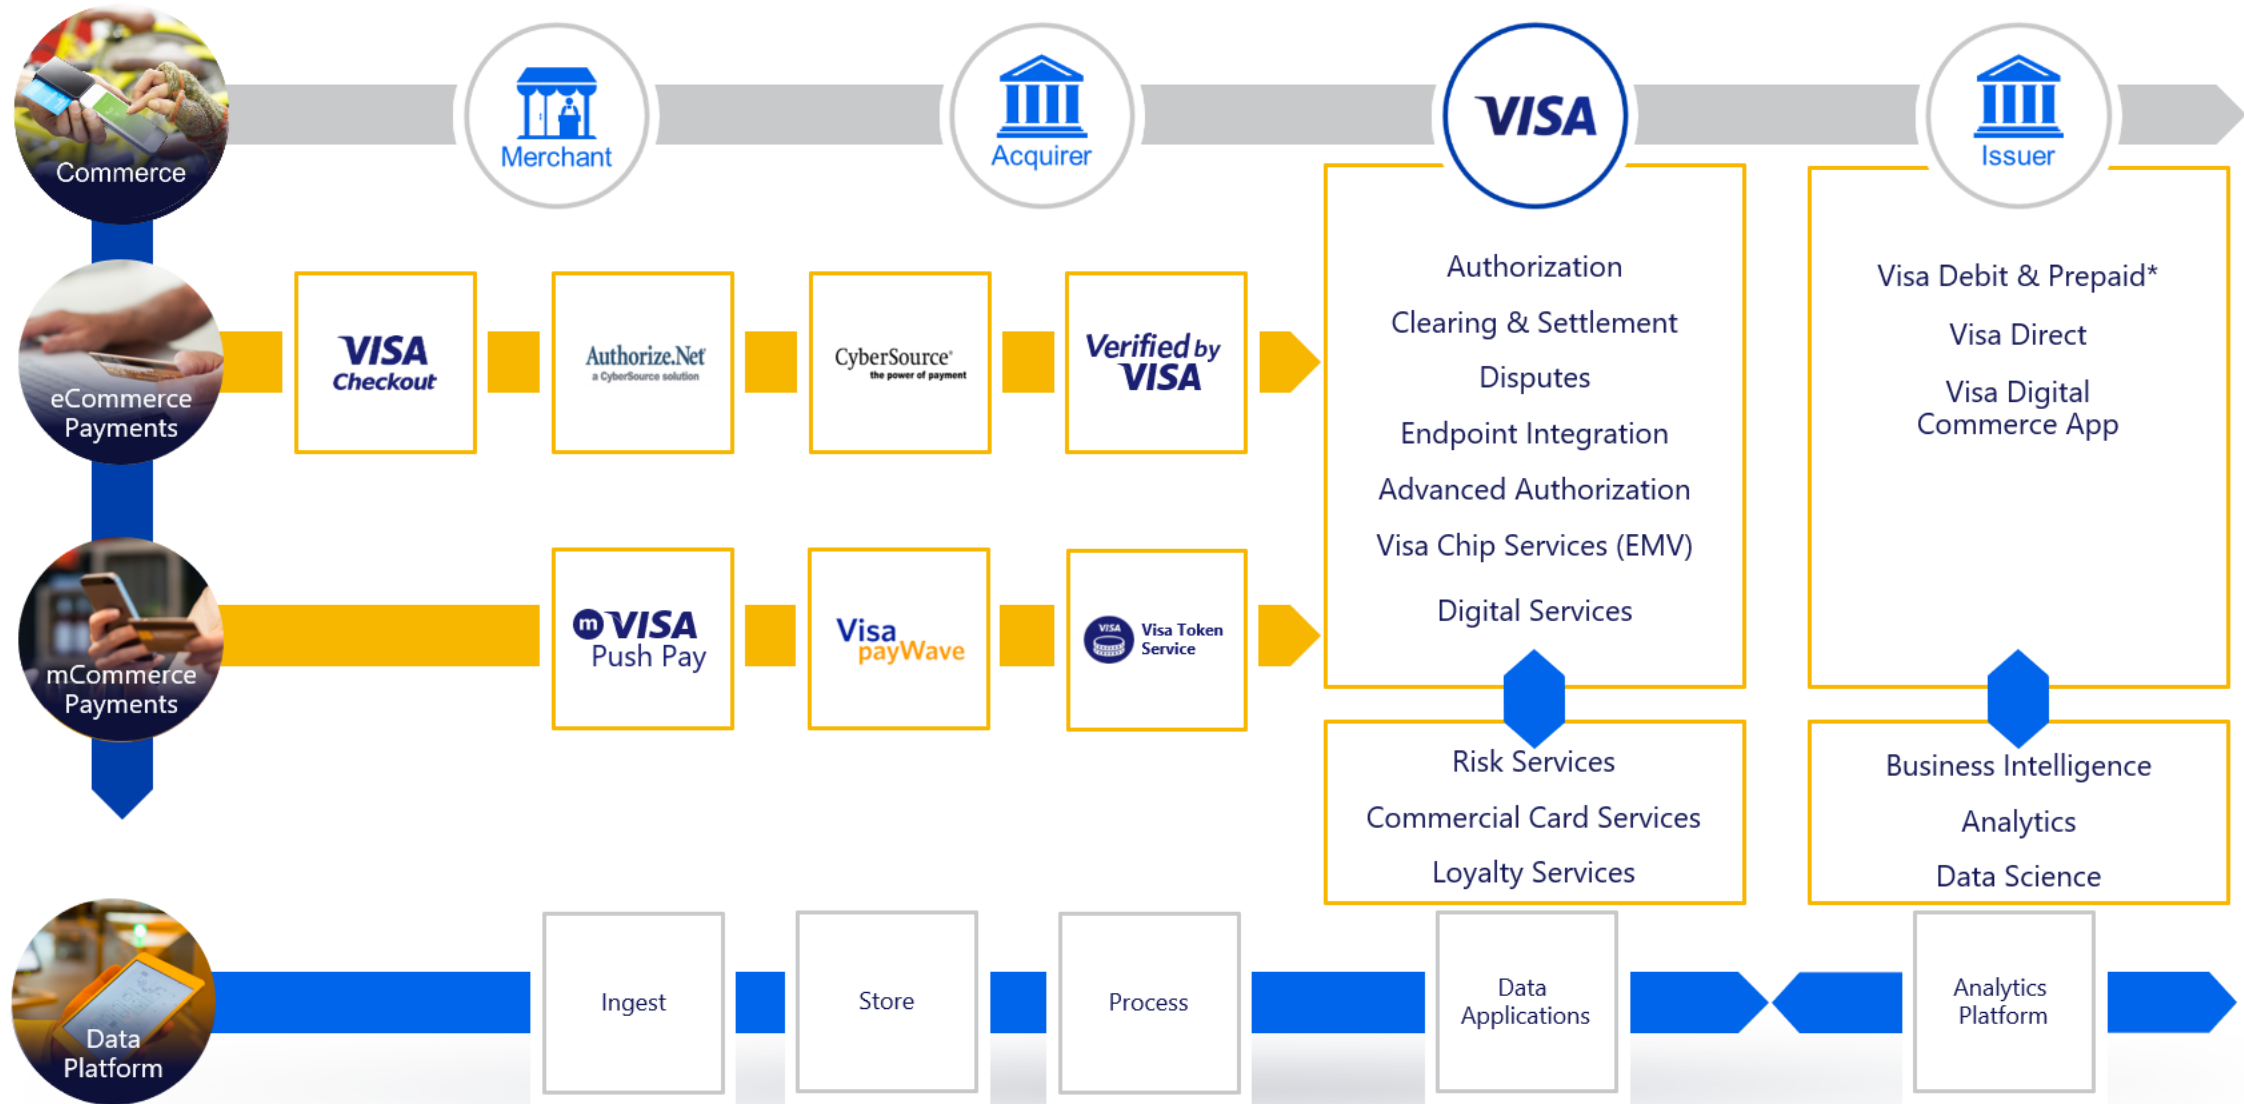 Commerce
Merchant
Acquirer
VISA
Issuer
eCommerce
Payments
VISA
Checkout
Authorize.Net
a CyberSource solution
CyberSource®
the power of payment
Verified by
VISA
Authorization
Clearing & Settlement
Disputes
Endpoint Integration
Advanced Authorization
Visa Chip Services (EMV)
Digital Services
Visa Debit & Prepaid*
Visa Direct
Visa Digital
Commerce App
mCommerce
Payments
m VISA
Push Pay
Visa
payWave
VISA
Visa Token
Service
Risk Services
Commercial Card Services
Loyalty Services
Business Intelligence
Analytics
Data Science
Data
Platform
Ingest
Store
Process
Data
Applications
Analytics
Platform